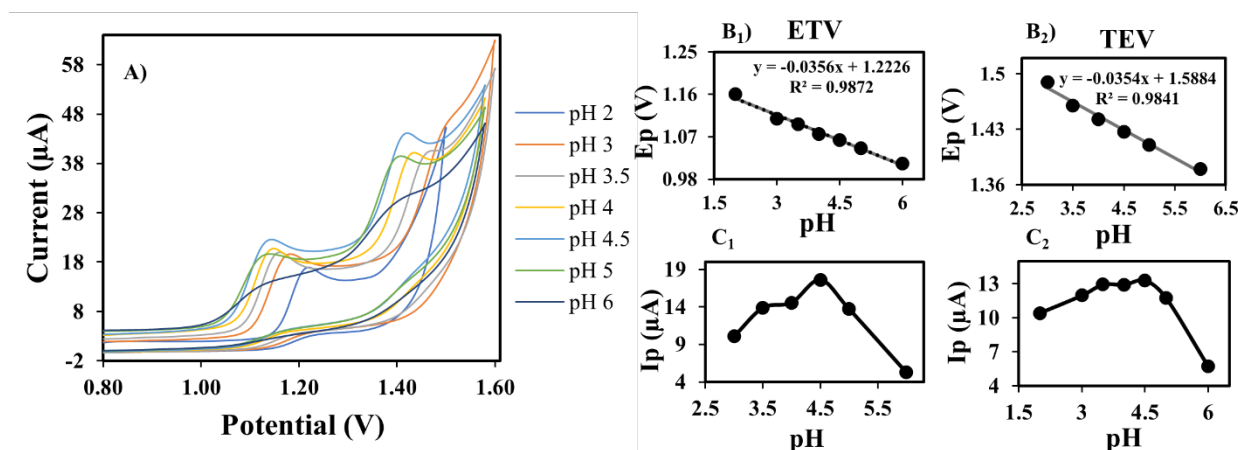 A)
58
48
38
28
18
8
-2
0.80
1.00
1.20
1.40
1.60
Current (µA)
Potential (V)
pH 2
pH 3
pH 3.5
pH 4
pH 4.5
pH 5
pH 6
B1)
ETV
1.25
1.16
1.07
0.98
y = -0.0356x + 1.2226
R² = 0.9872
Ep (V)
1.5
3
4.5
6
pH
B2)
TEV
1.5
1.43
1.36
y = -0.0354x + 1.5884
R² = 0.9841
Ep (V)
2.5
3.5
4.5
5.5
6.5
pH
C1
19
14
9
4
Ip (µA)
2.5
3.5
4.5
5.5
pH
C2
13
10
7
4
Ip (µA)
1.5
3
4.5
6
pH